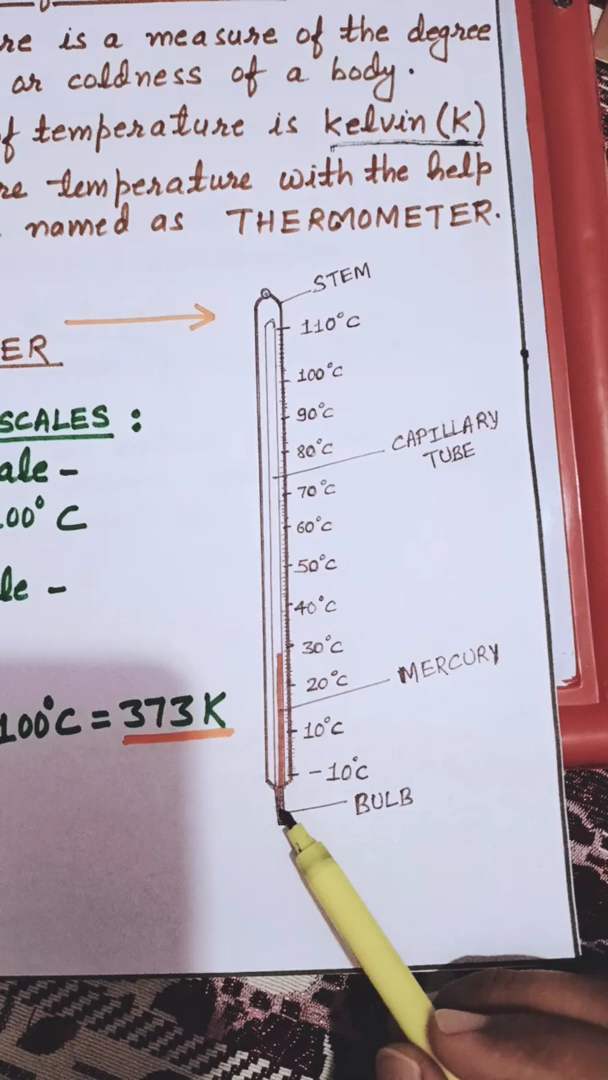 re is a measure of the degree
or coldness of a body.
f temperature is kelvin (K)
re temperature with the help
named as THERMOMETER.
STEM
110°C
ER
100°C
SCALES :
90°C
CAPILLARY
TUBE
80°C
ale -
70°C
00° C
60°C
50°C
le -
40°C
30°C
MERCURY
20°C
100°C = 373 K
10°C
-10°C
BULB